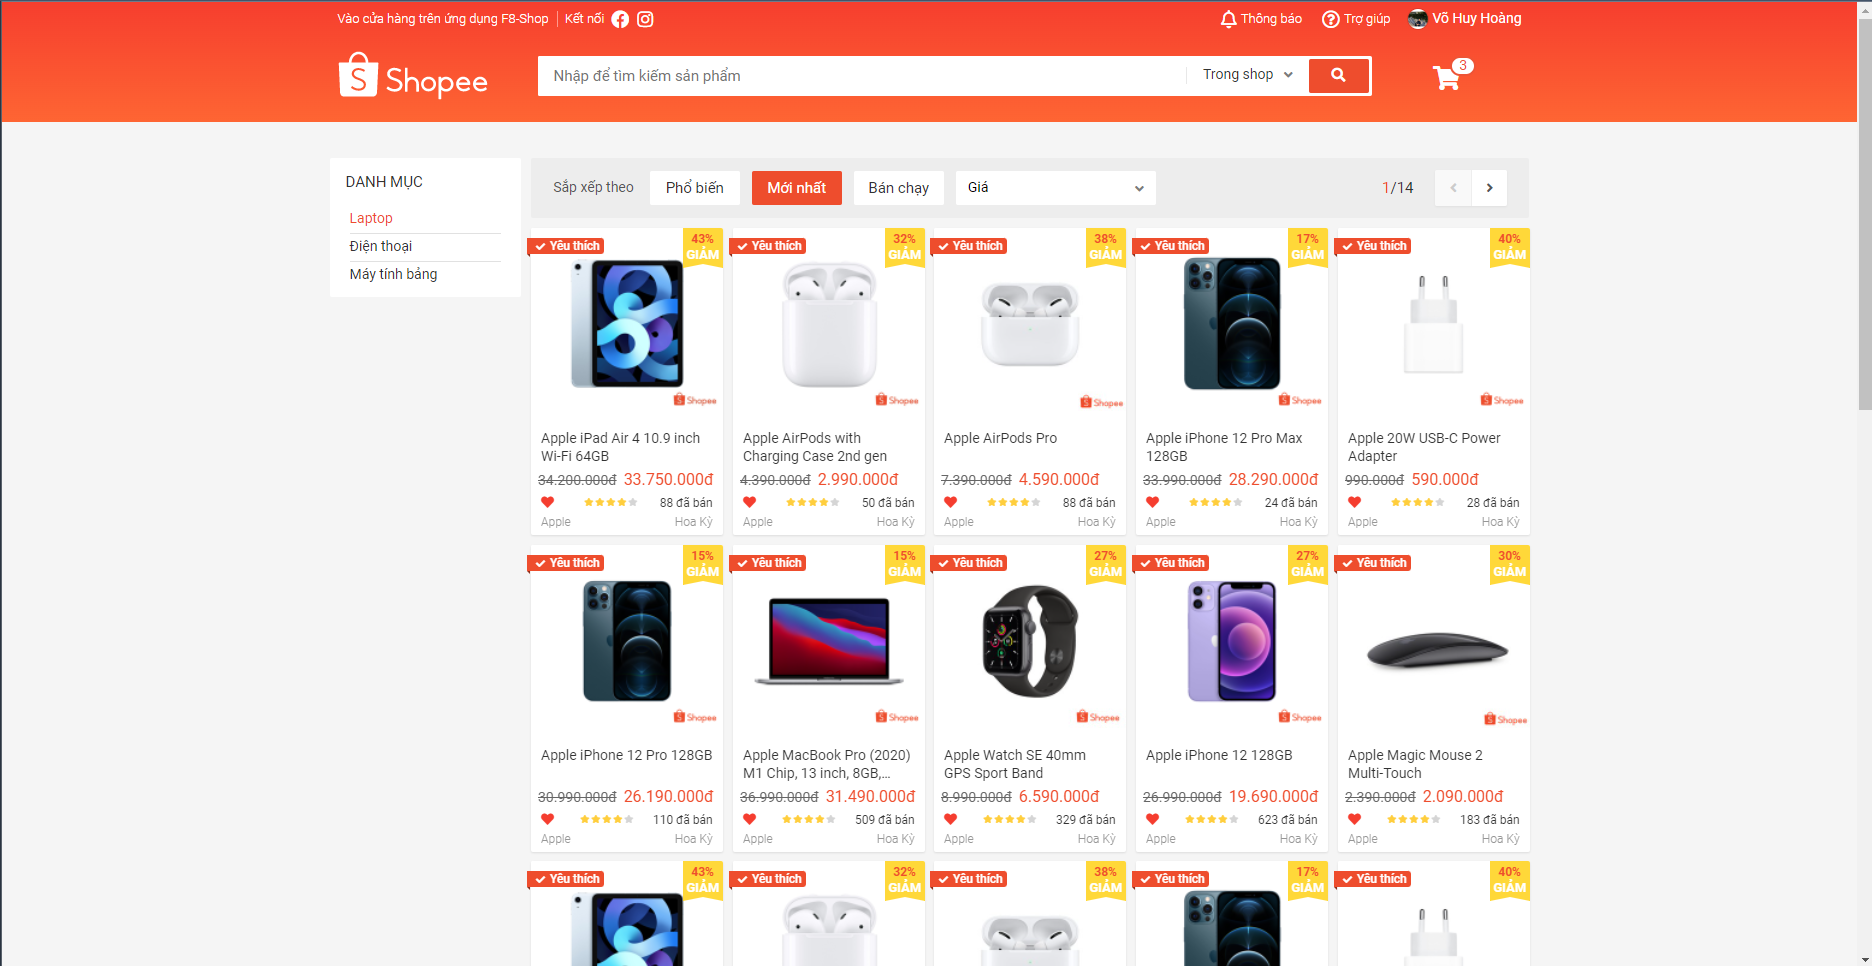 Vào cửa hàng trên ứng dụng F8-Shop Kết nối Thông báo Trợ giúp Võ Huy Hoàng
Shopee Nhập để tìm kiếm sản phẩm Trong shop 3
DANH MỤC
Laptop
Điện thoại
Máy tính bảng
Sắp xếp theo Phổ biến Mới nhất Bán chạy Giá 1/14
Yêu thích 43% GIẢM
Shopee
Apple iPad Air 4 10.9 inch
Wi-Fi 64GB
34.200.000đ 33.750.000đ
88 đã bán
Apple Hoa Kỳ
Yêu thích 32% GIẢM
Shopee
Apple AirPods with
Charging Case 2nd gen
4.390.000đ 2.990.000đ
50 đã bán
Apple Hoa Kỳ
Yêu thích 38% GIẢM
Shopee
Apple AirPods Pro
7.390.000đ 4.590.000đ
88 đã bán
Apple Hoa Kỳ
Yêu thích 17% GIẢM
Shopee
Apple iPhone 12 Pro Max
128GB
33.990.000đ 28.290.000đ
24 đã bán
Apple Hoa Kỳ
Yêu thích 40% GIẢM
Shopee
Apple 20W USB-C Power
Adapter
990.000đ 590.000đ
28 đã bán
Apple Hoa Kỳ
Yêu thích 15% GIẢM
Shopee
Apple iPhone 12 Pro 128GB
30.990.000đ 26.190.000đ
110 đã bán
Apple Hoa Kỳ
Yêu thích 15% GIẢM
Shopee
Apple MacBook Pro (2020)
M1 Chip, 13 inch, 8GB,...
36.990.000đ 31.490.000đ
509 đã bán
Apple Hoa Kỳ
Yêu thích 27% GIẢM
Shopee
Apple Watch SE 40mm
GPS Sport Band
8.990.000đ 6.590.000đ
329 đã bán
Apple Hoa Kỳ
Yêu thích 27% GIẢM
Shopee
Apple iPhone 12 128GB
26.990.000đ 19.690.000đ
623 đã bán
Apple Hoa Kỳ
Yêu thích 30% GIẢM
Shopee
Apple Magic Mouse 2
Multi-Touch
2.390.000đ 2.090.000đ
183 đã bán
Apple Hoa Kỳ
Yêu thích 43% GIẢM
Yêu thích 32% GIẢM
Yêu thích 38% GIẢM
Yêu thích 17% GIẢM
Yêu thích 40% GIẢM